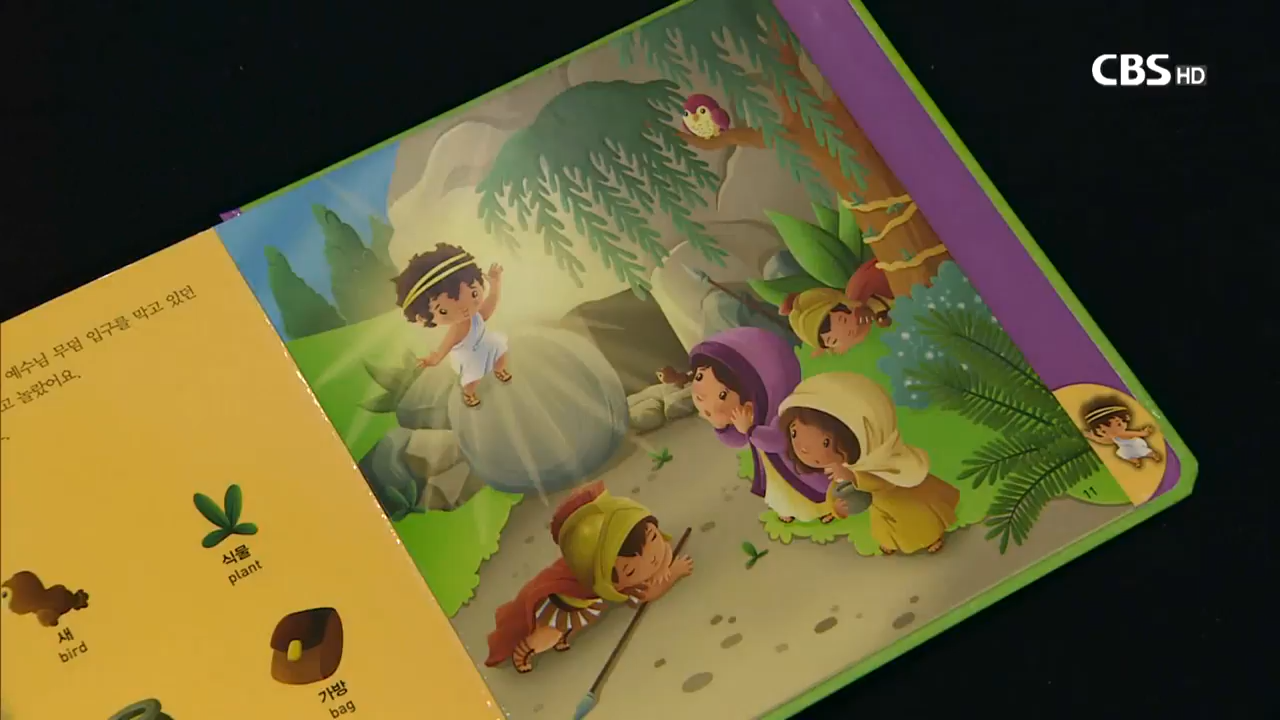 CBS HD
예수님 무덤 입구를 막고 있던
고 놀랐어요.
식물
plant
새
bird
가방
bag
11